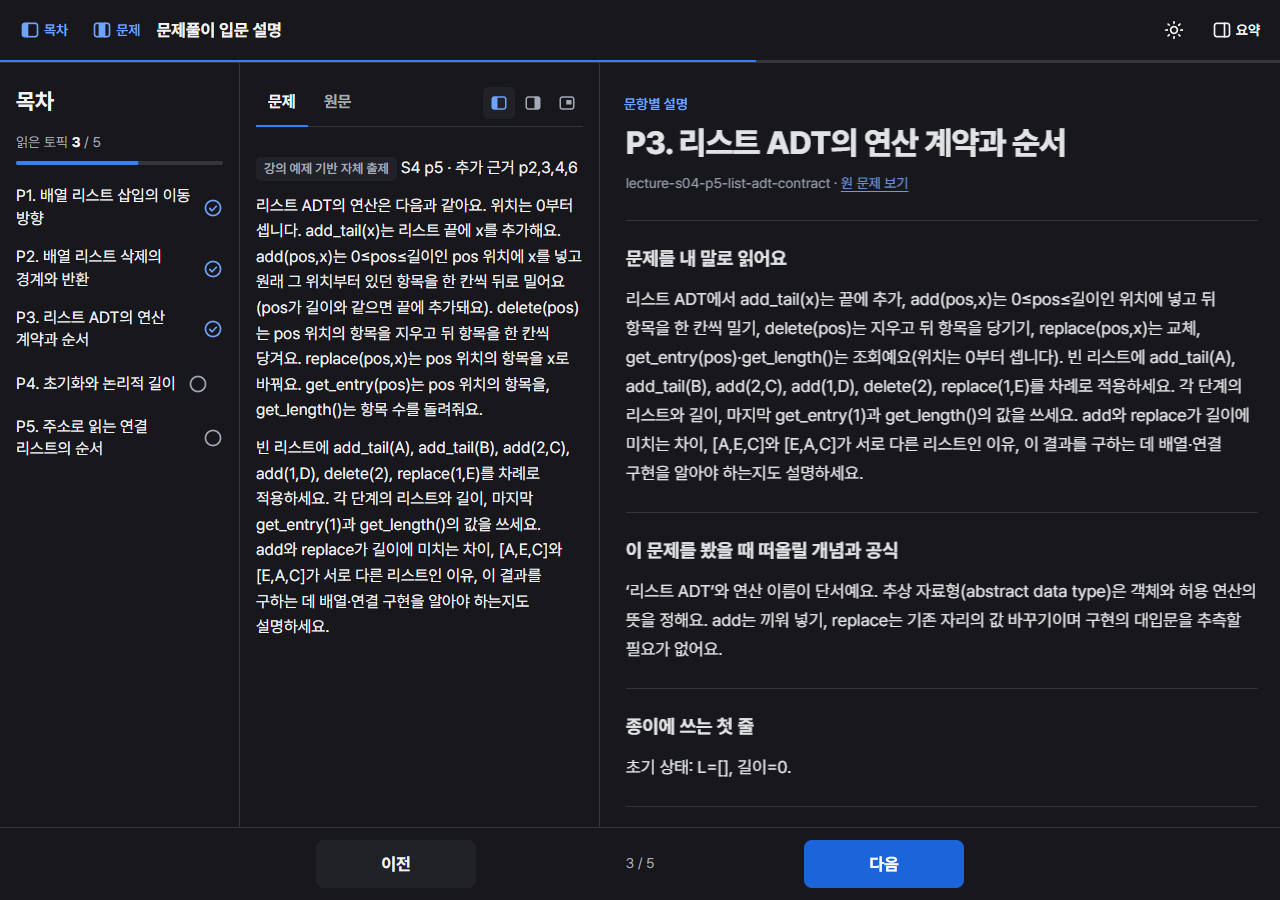 목차
문제
문제풀이 입문 설명
요약
목차
읽은 토픽 3 / 5
P1. 배열 리스트 삽입의 이동
방향
P2. 배열 리스트 삭제의
경계와 반환
P3. 리스트 ADT의 연산
계약과 순서
P4. 초기화와 논리적 길이
P5. 주소로 읽는 연결
리스트의 순서
문제
원문
강의 예제 기반 자체 출제 S4 p5 · 추가 근거 p2,3,4,6
리스트 ADT의 연산은 다음과 같아요. 위치는 0부터
셉니다. add_tail(x)는 리스트 끝에 x를 추가해요.
add(pos,x)는 0≤pos≤길이인 pos 위치에 x를 넣고
원래 그 위치부터 있던 항목을 한 칸씩 뒤로 밀어요
(pos가 길이와 같으면 끝에 추가돼요). delete(pos)
는 pos 위치의 항목을 지우고 뒤 항목을 한 칸씩
당겨요. replace(pos,x)는 pos 위치의 항목을 x로
바꿔요. get_entry(pos)는 pos 위치의 항목을,
get_length()는 항목 수를 돌려줘요.
빈 리스트에 add_tail(A), add_tail(B), add(2,C),
add(1,D), delete(2), replace(1,E)를 차례로
적용하세요. 각 단계의 리스트와 길이, 마지막
get_entry(1)과 get_length()의 값을 쓰세요.
add와 replace가 길이에 미치는 차이, [A,E,C]와
[E,A,C]가 서로 다른 리스트인 이유, 이 결과를
구하는 데 배열·연결 구현을 알아야 하는지도
설명하세요.
문항별 설명
P3. 리스트 ADT의 연산 계약과 순서
lecture-s04-p5-list-adt-contract · 원 문제 보기
문제를 내 말로 읽어요
리스트 ADT에서 add_tail(x)는 끝에 추가, add(pos,x)는 0≤pos≤길이인 위치에 넣고 뒤
항목을 한 칸씩 밀기, delete(pos)는 지우고 뒤 항목을 당기기, replace(pos,x)는 교체,
get_entry(pos)·get_length()는 조회예요(위치는 0부터 셉니다). 빈 리스트에 add_tail(A),
add_tail(B), add(2,C), add(1,D), delete(2), replace(1,E)를 차례로 적용하세요. 각 단계의
리스트와 길이, 마지막 get_entry(1)과 get_length()의 값을 쓰세요. add와 replace가 길이에
미치는 차이, [A,E,C]와 [E,A,C]가 서로 다른 리스트인 이유, 이 결과를 구하는 데 배열·연결
구현을 알아야 하는지도 설명하세요.
이 문제를 봤을 때 떠올릴 개념과 공식
‘리스트 ADT’와 연산 이름이 단서예요. 추상 자료형(abstract data type)은 객체와 허용 연산의
뜻을 정해요. add는 끼워 넣기, replace는 기존 자리의 값 바꾸기이며 구현의 대입문을 추측할
필요가 없어요.
종이에 쓰는 첫 줄
초기 상태: L=[], 길이=0.
이전
3 / 5
다음